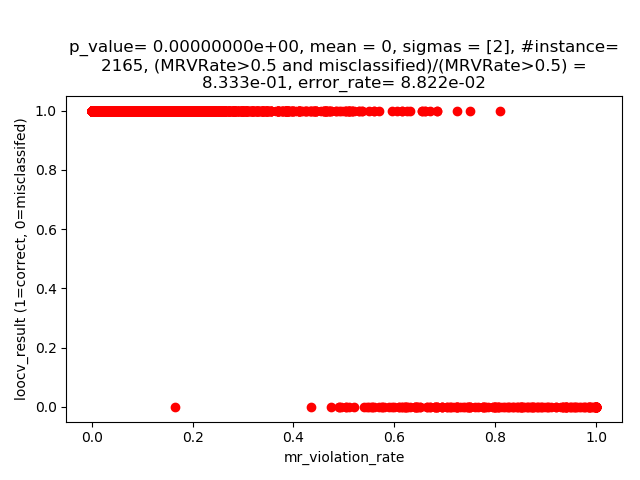 p_value= 0.00000000e+00, mean = 0, sigmas = [2], #instance=
2165, (MRVRate>0.5 and misclassified)/(MRVRate>0.5) =
8.333e-01, error_rate= 8.822e-02
1.0
0.8
0.6
0.4
0.2
0.0
loocv_result (1=correct, 0=misclassifed)
0.0 0.2 0.4 0.6 0.8 1.0
mr_violation_rate